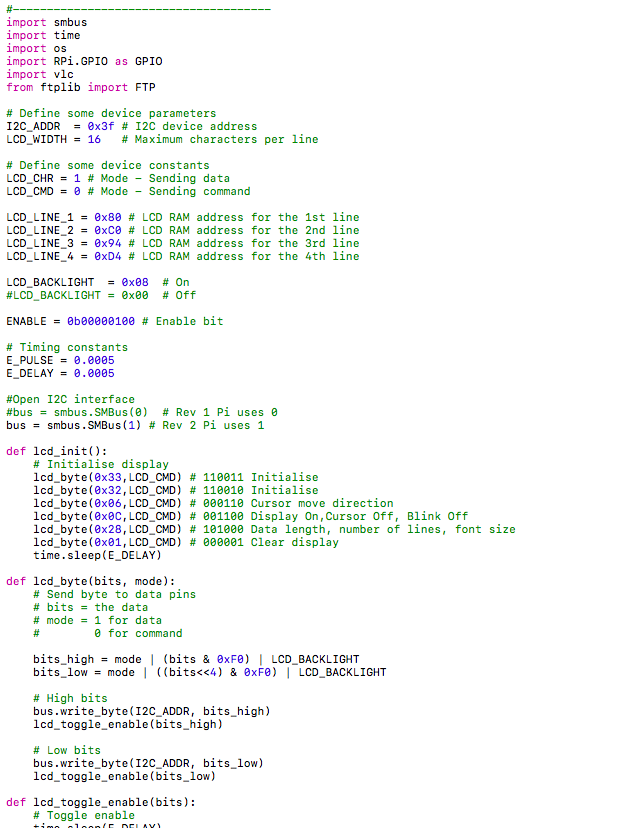 #--------------------------------------
import smbus
import time
import os
import RPi.GPIO as GPIO
import vlc
from ftplib import FTP
# Define some device parameters
I2C_ADDR  = 0x3f # I2C device address
LCD_WIDTH = 16   # Maximum characters per line
# Define some device constants
LCD_CHR = 1 # Mode - Sending data
LCD_CMD = 0 # Mode - Sending command
LCD_LINE_1 = 0x80 # LCD RAM address for the 1st line
LCD_LINE_2 = 0xC0 # LCD RAM address for the 2nd line
LCD_LINE_3 = 0x94 # LCD RAM address for the 3rd line
LCD_LINE_4 = 0xD4 # LCD RAM address for the 4th line
LCD_BACKLIGHT  = 0x08  # On
#LCD_BACKLIGHT = 0x00  # Off
ENABLE = 0b00000100 # Enable bit
# Timing constants
E_PULSE = 0.0005
E_DELAY = 0.0005
#Open I2C interface
#bus = smbus.SMBus(0)  # Rev 1 Pi uses 0
bus = smbus.SMBus(1) # Rev 2 Pi uses 1
def lcd_init():
    # Initialise display
    lcd_byte(0x33,LCD_CMD) # 110011 Initialise
    lcd_byte(0x32,LCD_CMD) # 110010 Initialise
    lcd_byte(0x06,LCD_CMD) # 000110 Cursor move direction
    lcd_byte(0x0C,LCD_CMD) # 001100 Display On,Cursor Off, Blink Off
    lcd_byte(0x28,LCD_CMD) # 101000 Data length, number of lines, font size
    lcd_byte(0x01,LCD_CMD) # 000001 Clear display
    time.sleep(E_DELAY)
def lcd_byte(bits, mode):
    # Send byte to data pins
    # bits = the data
    # mode = 1 for data
    #        0 for command
    bits_high = mode | (bits & 0xF0) | LCD_BACKLIGHT
    bits_low = mode | ((bits<<4) & 0xF0) | LCD_BACKLIGHT
    # High bits
    bus.write_byte(I2C_ADDR, bits_high)
    lcd_toggle_enable(bits_high)
    # Low bits
    bus.write_byte(I2C_ADDR, bits_low)
    lcd_toggle_enable(bits_low)
def lcd_toggle_enable(bits):
    # Toggle enable
    time.sleep(E_DELAY)